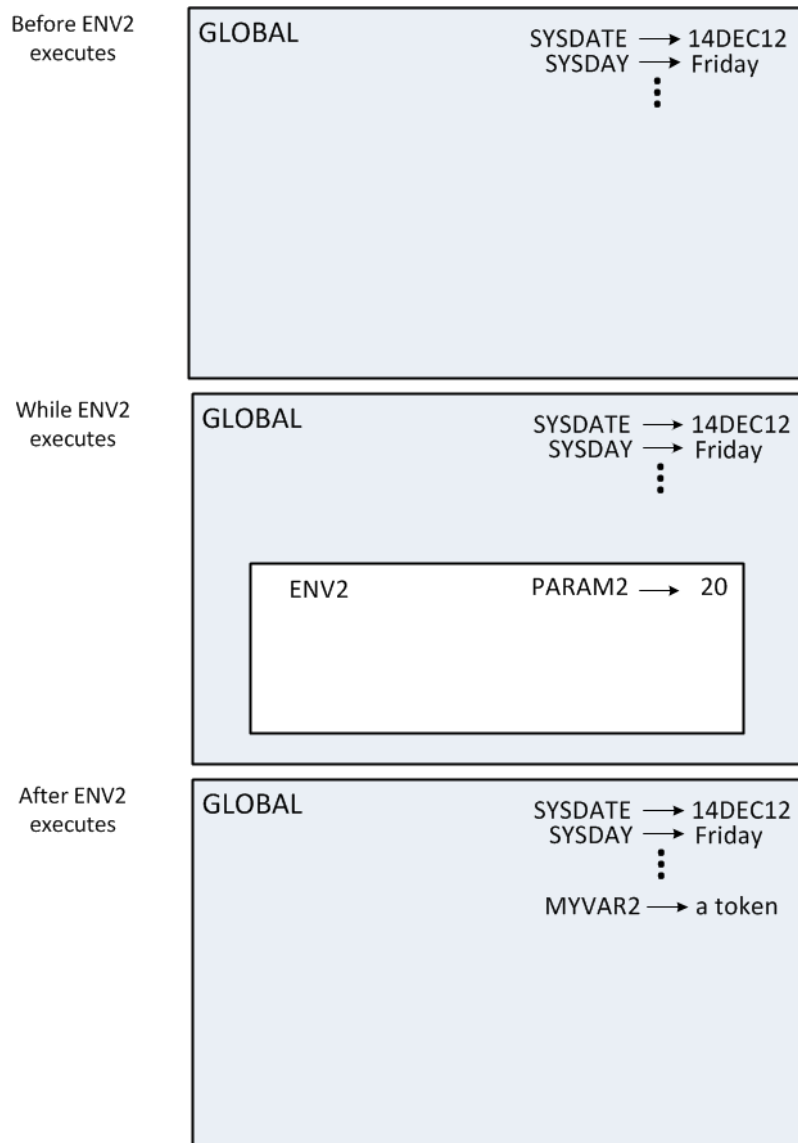 Before ENV2
executes
GLOBAL
SYSDATE → 14DEC12
SYSDAY → Friday
While ENV2
executes
GLOBAL
SYSDATE → 14DEC12
SYSDAY → Friday
ENV2
PARAM2 → 20
After ENV2
executes
GLOBAL
SYSDATE → 14DEC12
SYSDAY → Friday
MYVAR2 → a token